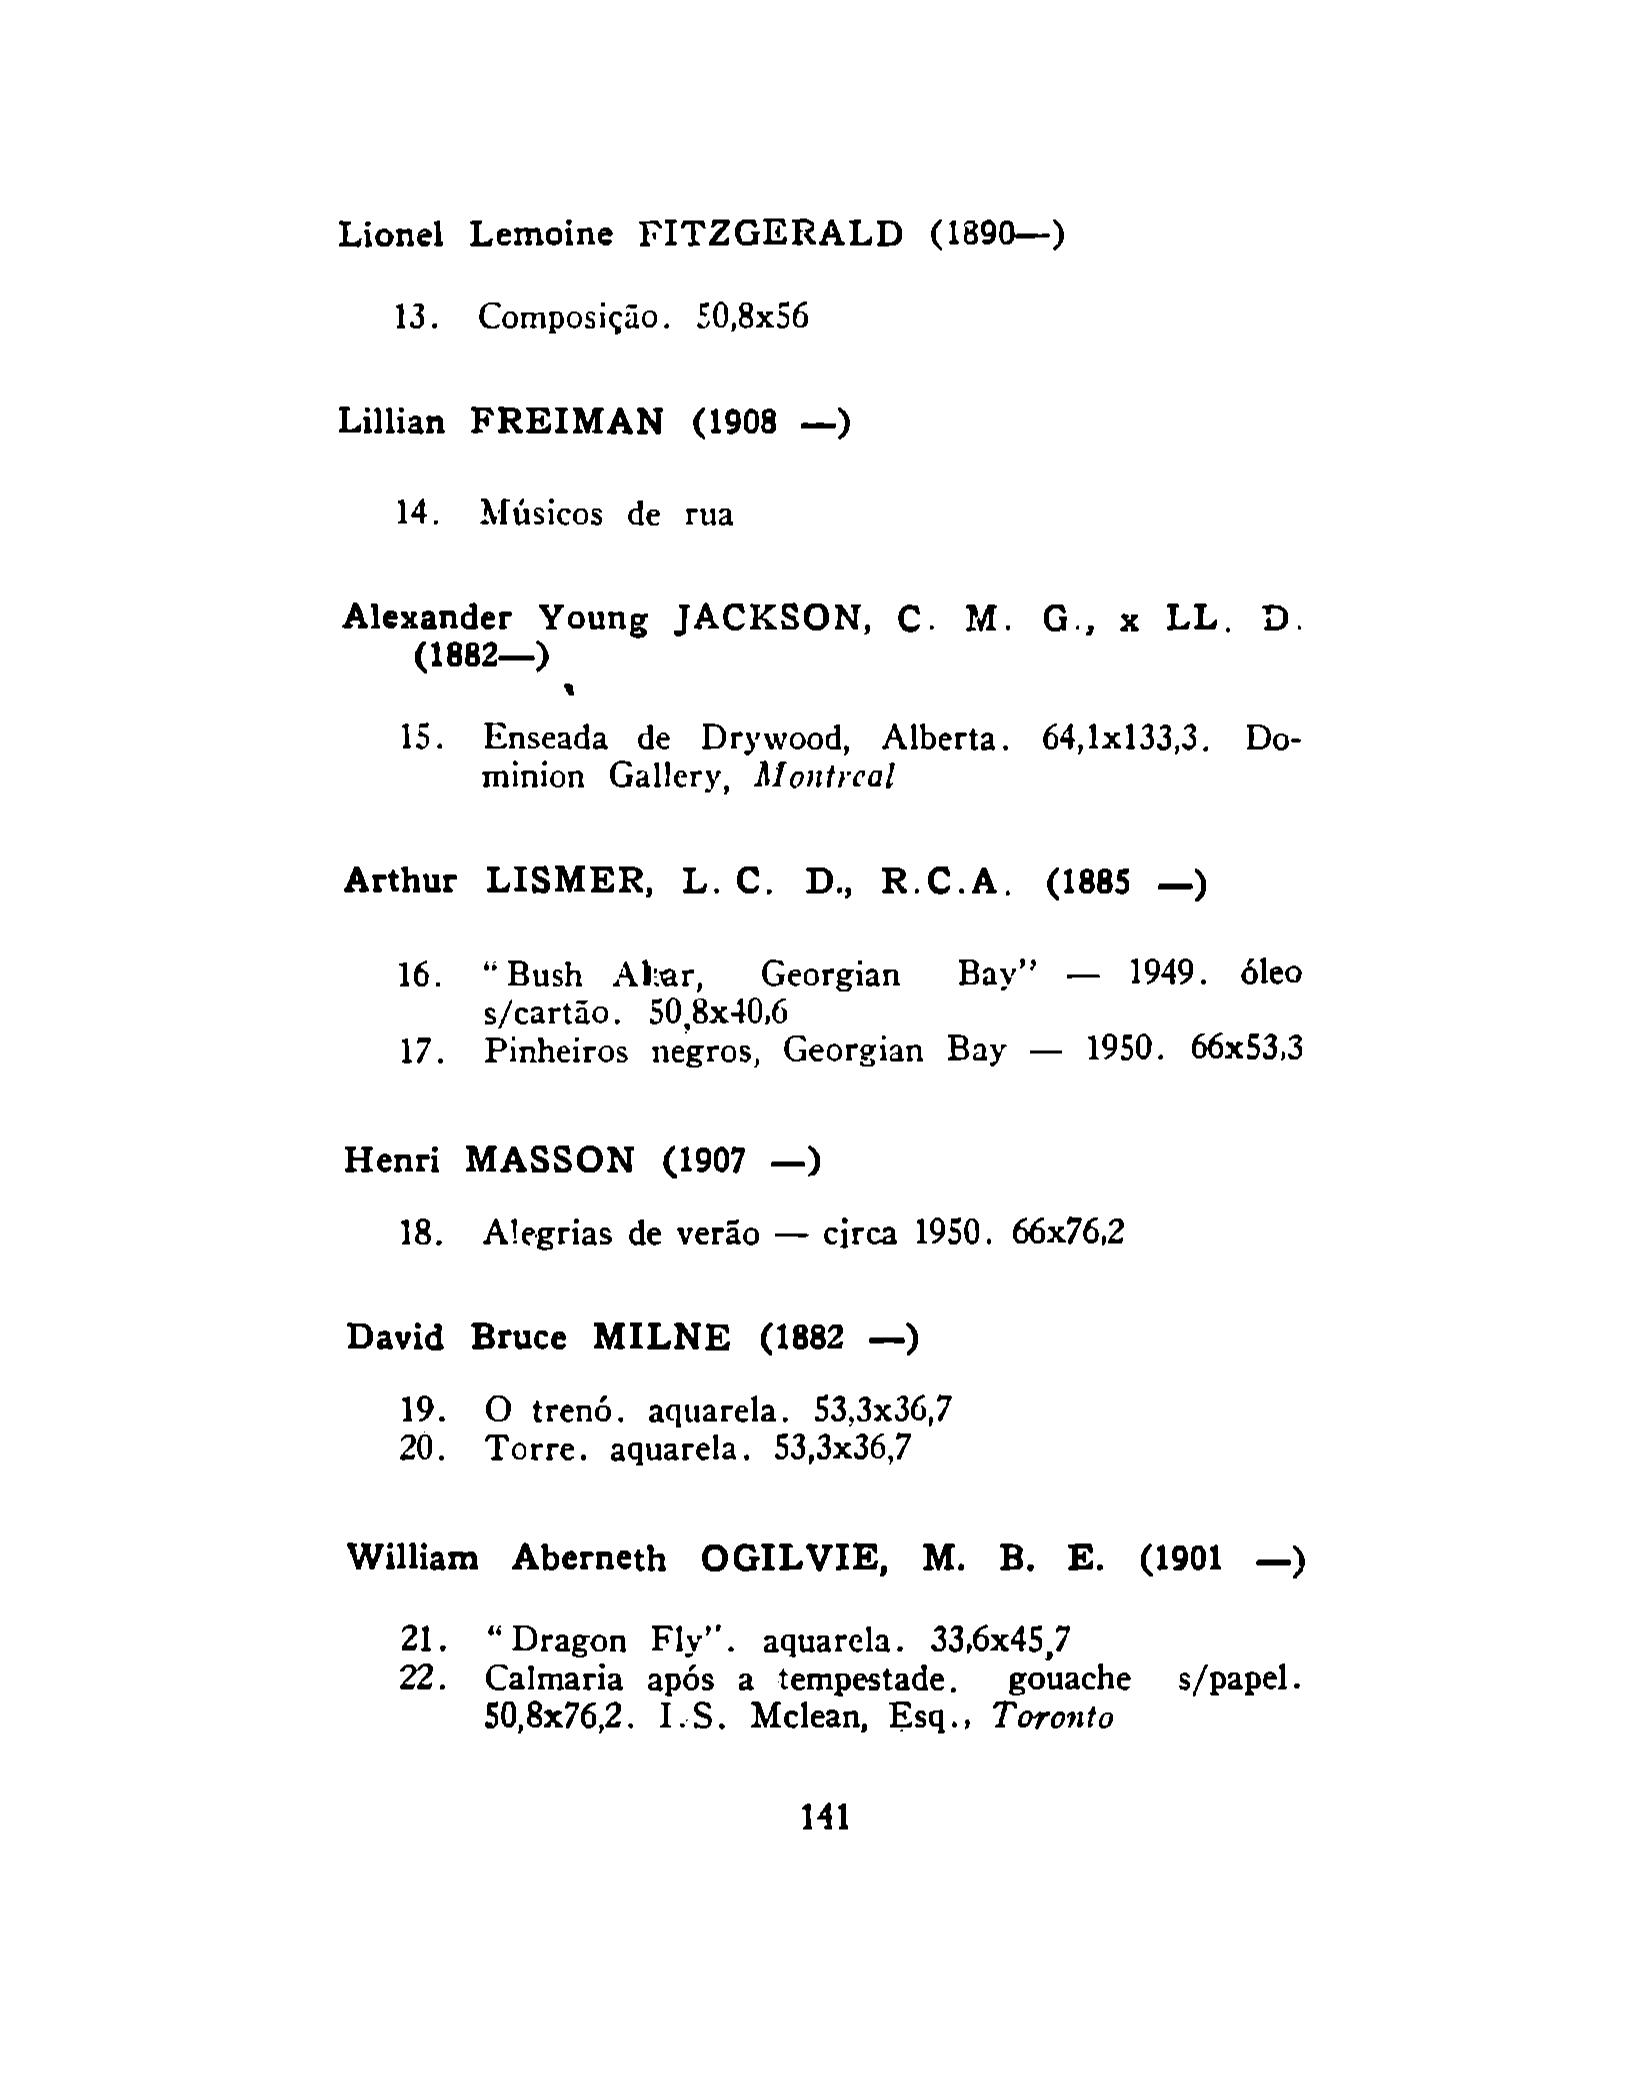 Lionel Lemoine FITZGERALD (1890—)
13. Composição. 50,8x56
Lillian FREIMAN (1908 —)
14. Músicos de rua
Alexander Young JACKSON, C. M. G., x LL. D.
(1882—)
15. Enseada de Drywood, Alberta. 64,1x133,3. Do-
minion Gallery, Montreal
Arthur LISMER, L. C. D., R.C.A. (1885 —)
16. "Bush Georgian Bay" — 1949. óleo
s/cartão. 50,8x40,6
17. Pinheiros negros, Georgian Bay — 1950. 66x53,3
Henri MASSON (1907 —)
18. Alegrias de verão — circa 1950. 66x76,2
David Bruce MILNE (1882 —)
19. O trenó. aquarela. 53,3x36,7
20. Torre. aquarela. 53,3x36,7
William Aberneth OGILVIE, M. B. E. (1901 —)
21. "Dragon Fly". aquarela. 33,6x45,7
22. Calmaria após a tempestade. gouache s/papel.
50,8x76,2. I.S. Mclean, Esq., Toronto
141